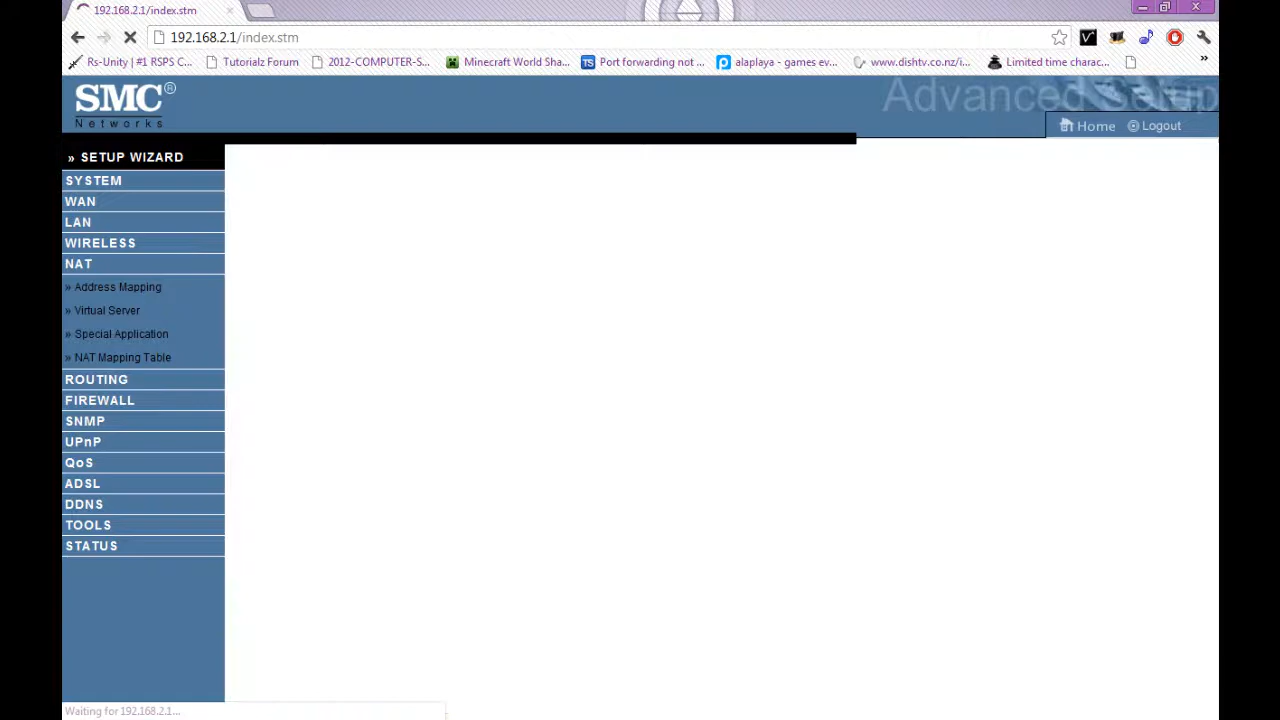 192.168.2.1/index.stm
192.168.2.1/index.stm
Rs-Unity | #1 RSPS C...
Tutorialz Forum
2012-COMPUTER-S...
Minecraft World Sha...
Port forwarding not ...
alaplaya - games ev...
www.dishtv.co.nz/i...
Limited time charac...
»
SMC®
Networks
Advanced Setup
Home
Logout
» SETUP WIZARD
SYSTEM
WAN
LAN
WIRELESS
NAT
» Address Mapping
» Virtual Server
» Special Application
» NAT Mapping Table
ROUTING
FIREWALL
SNMP
UPnP
QoS
ADSL
DDNS
TOOLS
STATUS
Waiting for 192.168.2.1...